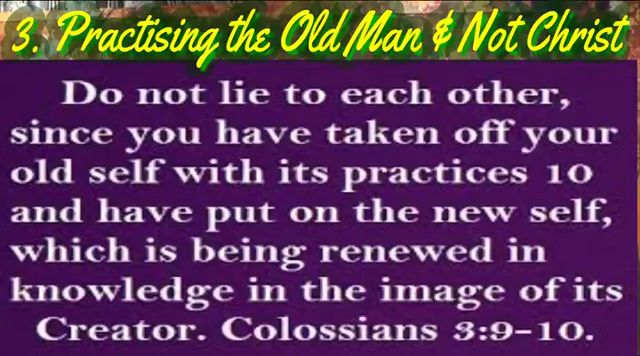 3. Practising the Old Man & Not Christ
Do not lie to each other,
since you have taken off your
old self with its practices 10
and have put on the new self,
which is being renewed in
knowledge in the image of its
Creator. Colossians 3:9-10.